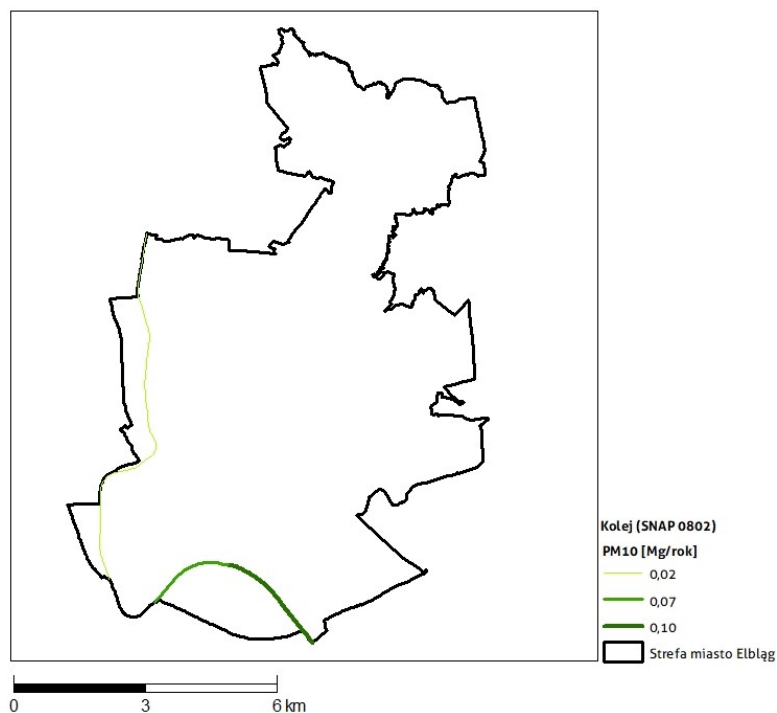 Kolej (SNAP 0802)
PM10 [Mg/rok]
0,02
0,07
0,10
Strefa miasto Elbląg
0 3 6 km